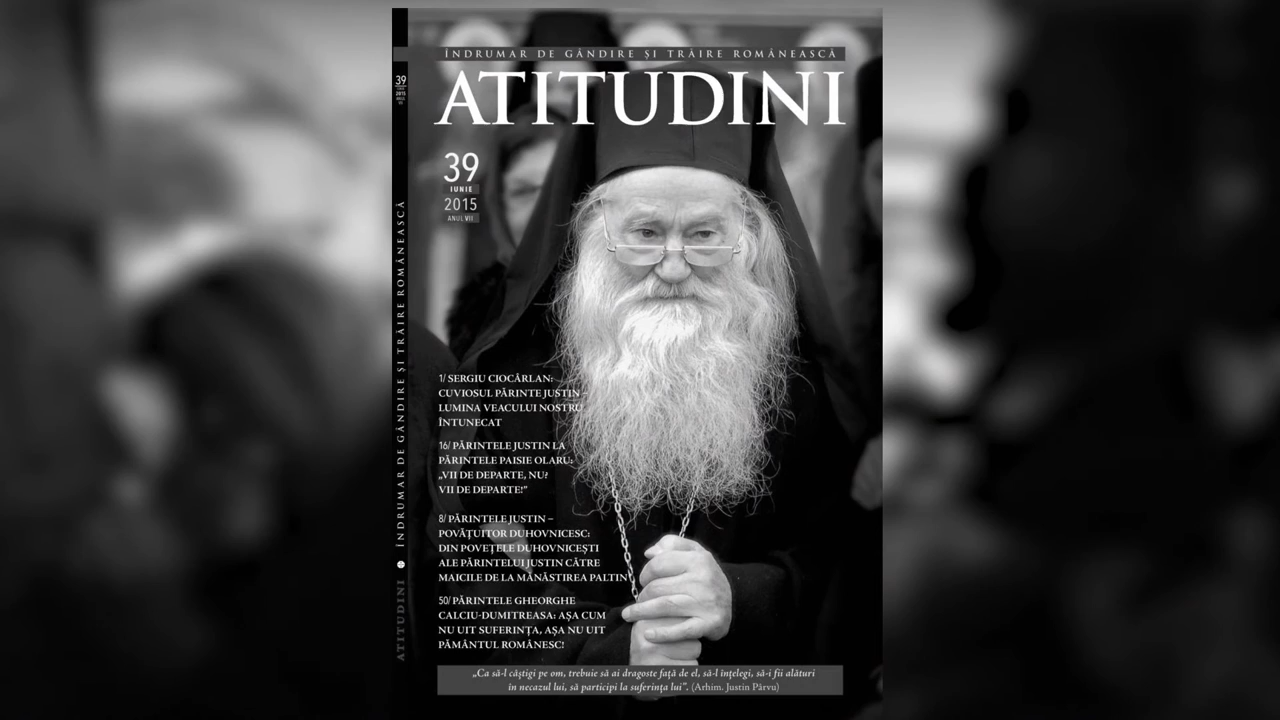 ÎNDRUMAR DE GÂNDIRE ȘI TRĂIRE ROMÂNEASCĂ
ATITUDINI
39
IUNIE
2015
ANUL VII
1/ SERGIU CIOCÂRLAN:
CUVIOSUL PĂRINTE JUSTIN –
LUMINA VEACULUI NOSTRU
ÎNTUNECAT
16/ PĂRINTELE JUSTIN LA
PĂRINTELE PAISIE OLARU:
„VII DE DEPARTE, NU?
VII DE DEPARTE!”
8/ PĂRINTELE JUSTIN –
POVĂȚUITOR DUHOVNICESC:
DIN POVEȚELE DUHOVNICEȘTI
ALE PĂRINTELUI JUSTIN CĂTRE
MAICILE DE LA MĂNĂSTIREA PALTIN
50/ PĂRINTELE GHEORGHE
CALCIU-DUMITREASA: AȘA CUM
NU UIT SUFERINȚA, AȘA NU UIT
PĂMÂNTUL ROMÂNESC!
„Ca să-l câștigi pe om, trebuie să ai dragoste față de el, să-l înțelegi, să-i fii alături
în necazul lui, să participi la suferința lui”. (Arhim. Justin Pârvu)
39
IUNIE
2015
ANUL
VII
ATITUDINI ÎNDRUMAR DE GÂNDIRE ȘI TRĂIRE ROMÂNEASCĂ